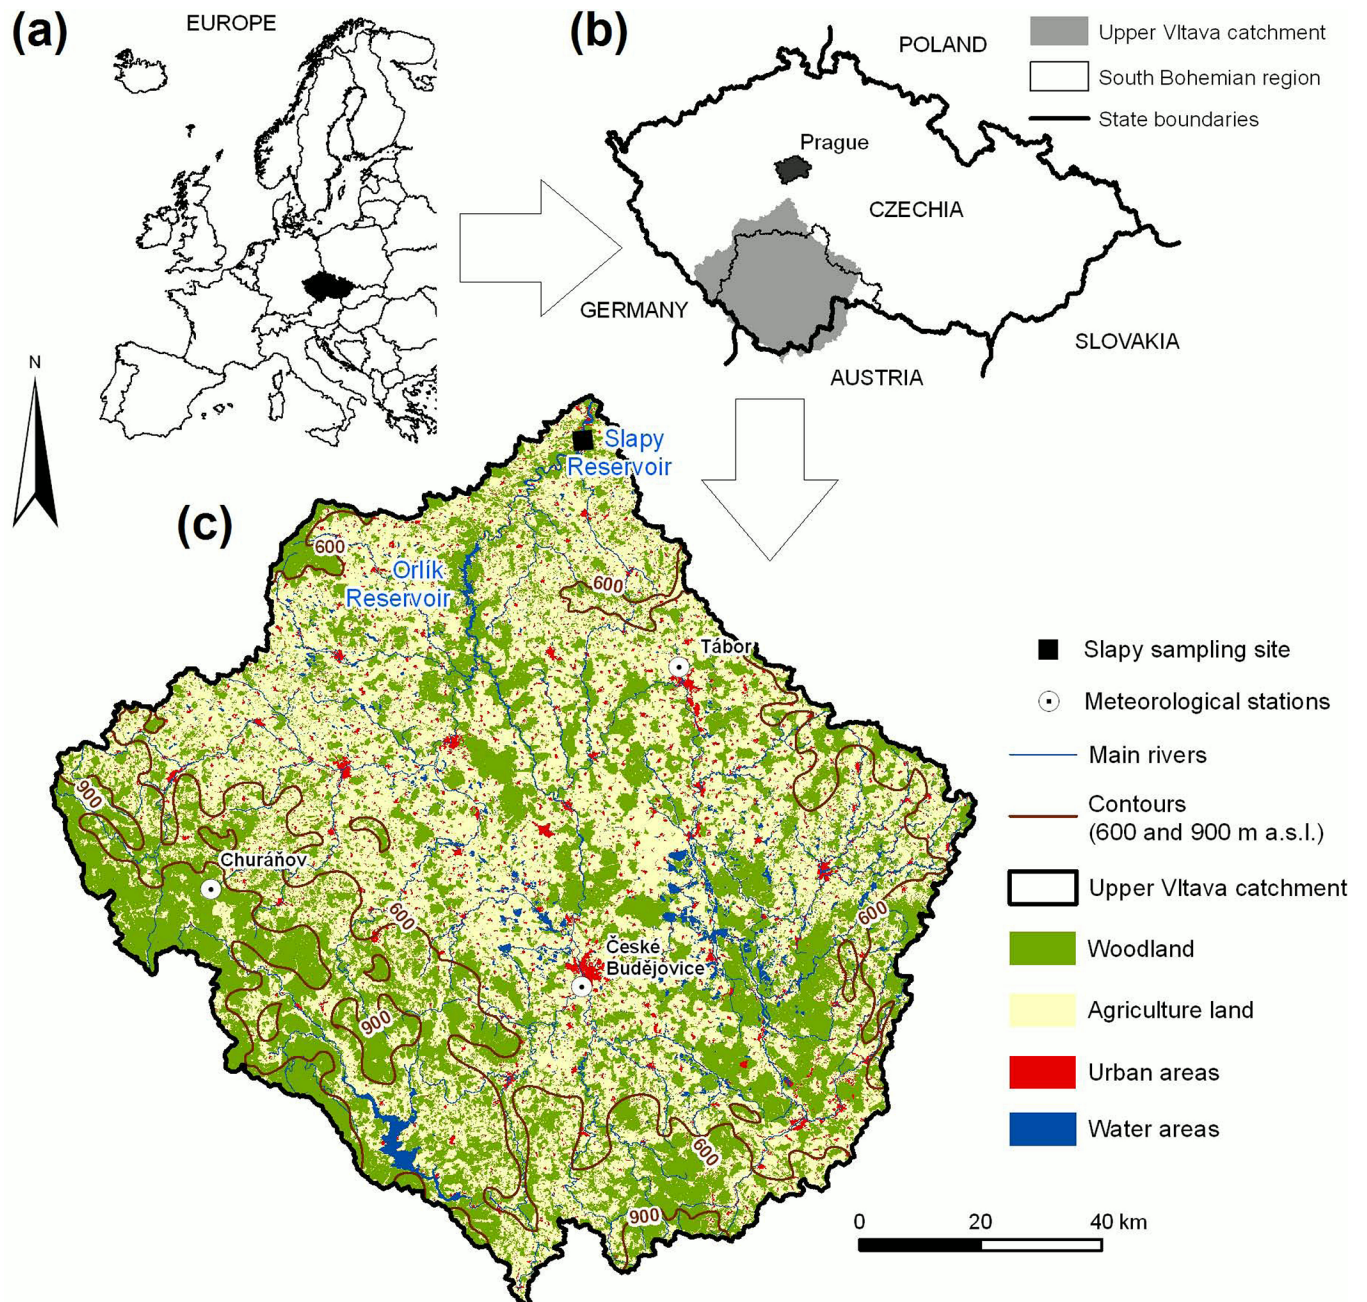 (a)
EUROPE
N
(b)
POLAND
Upper Vltava catchment
South Bohemian region
State boundaries
Prague
CZECHIA
GERMANY
SLOVAKIA
AUSTRIA
(c)
Slapy
Reservoir
600
Orlík
Reservoir
600
Tábor
900
Churáňov
600
600
České
Budějovice
900
600
900
Slapy sampling site
Meteorological stations
Main rivers
Contours
(600 and 900 m a.s.l.)
Upper Vltava catchment
Woodland
Agriculture land
Urban areas
Water areas
0
20
40 km